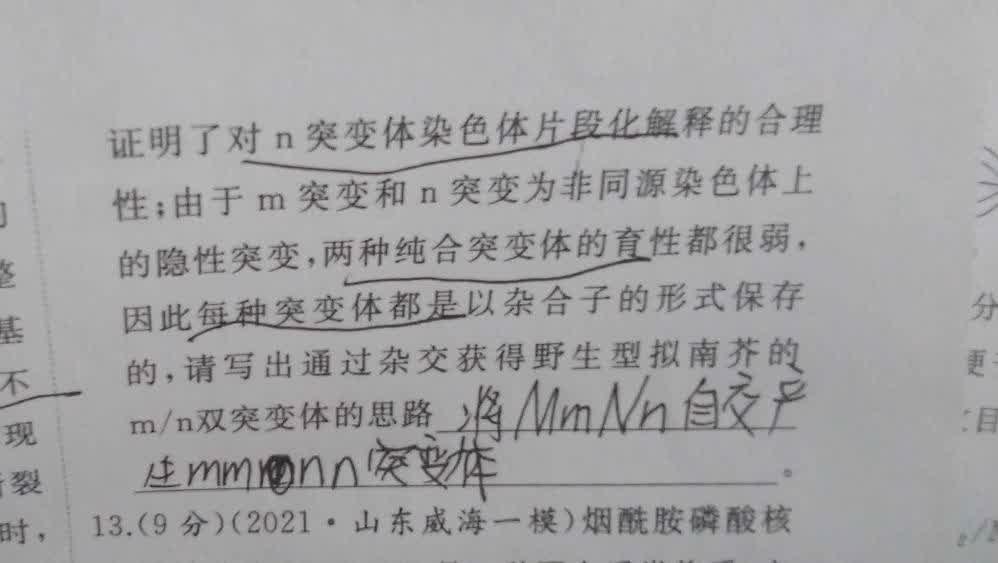 证明了对 n 突变体染色体片段化解释的合理
性;由于 m 突变和 n 突变为非同源染色体上
的隐性突变,两种纯合突变体的育性都很弱,
因此每种突变体都是以杂合子的形式保存
的,请写出通过杂交获得野生型拟南芥的
m/n双突变体的思路 将MmNn自交产
生mmnn突变体。
13.(9 分)(2021·山东威海一模)烟酰胺磷酸核
整
基
不
现
裂
时,
分
目